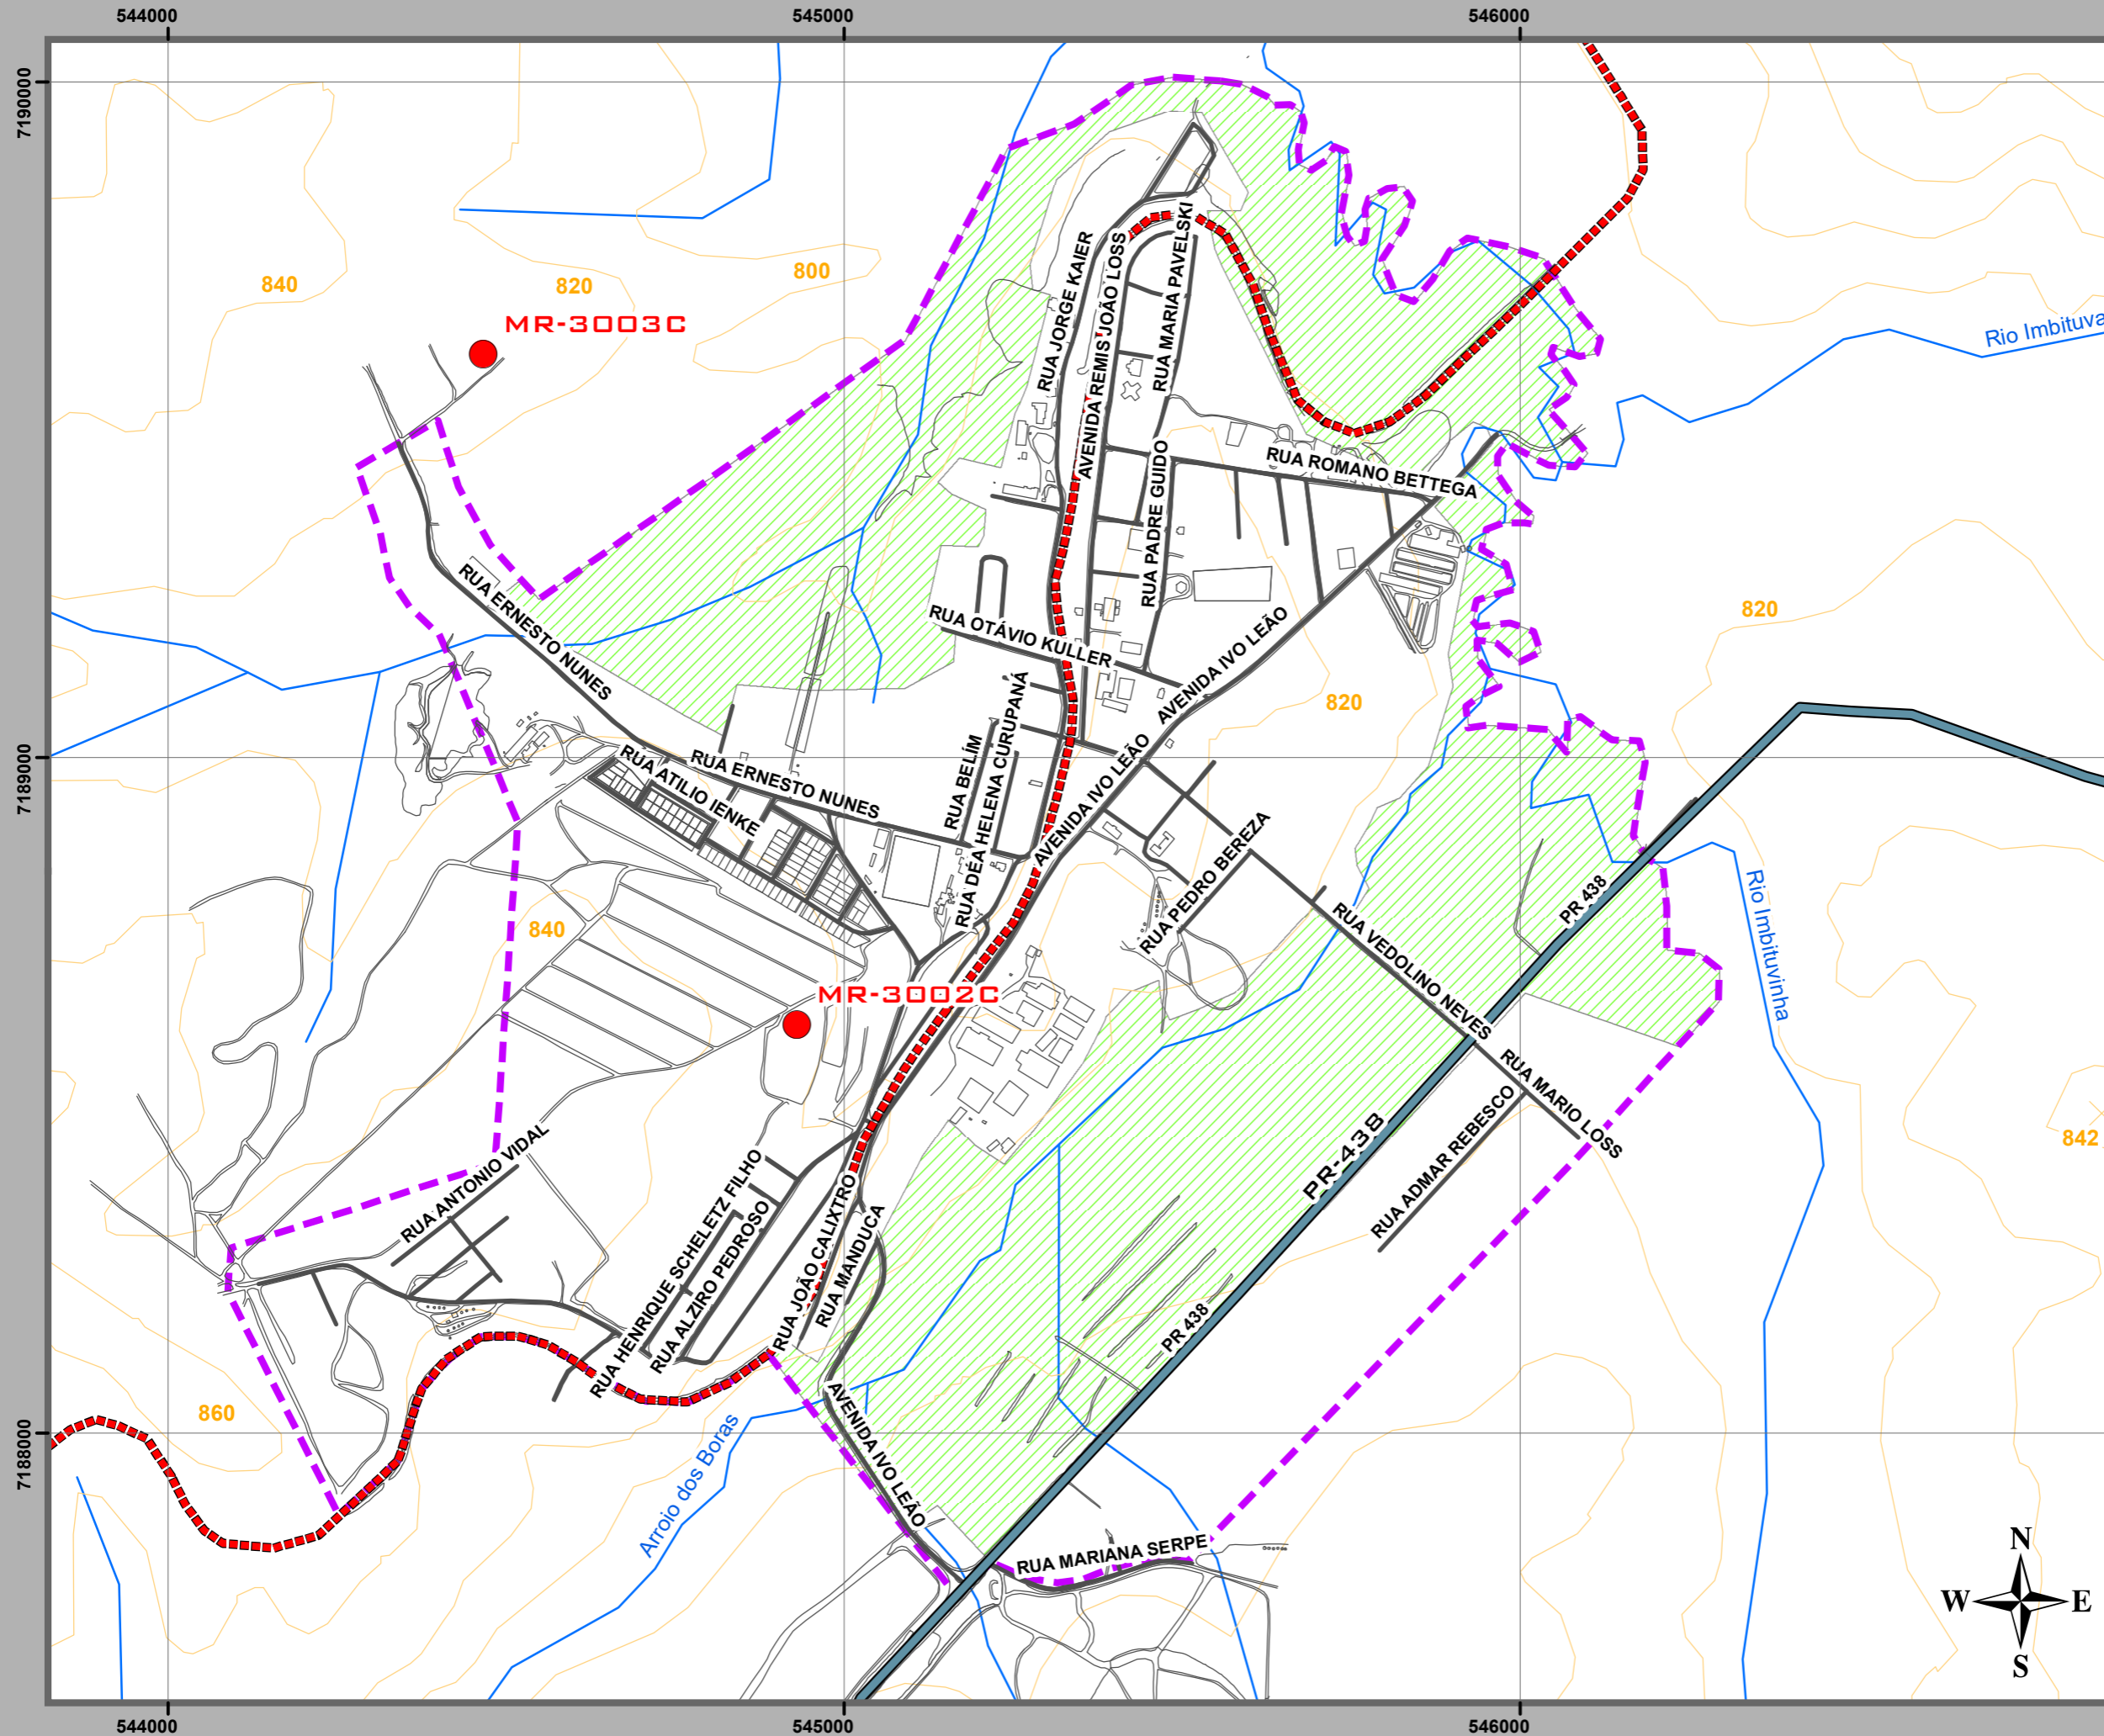 544000
545000
546000
7190000
7189000
7188000
840
820
800
MR-3003C
RUA JORGE KAIER
AVENIDA REMIS JOÃO LOSS
RUA MARIA PAVELSKI
Rio Imbituva
RUA ROMANO BETTEGA
RUA PADRE GUIDO
RUA ERNESTO NUNES
RUA OTÁVIO KULLER
AVENIDA IVO LEÃO
820
820
RUA ATILIO IENKE
RUA ERNESTO NUNES
RUA BELÍM
RUA DÉA HELENA CURUPANÁ
AVENIDA IVO LEÃO
RUA PEDRO BEREZA
PR 438
Rio Imbituvinha
840
RUA VEDOLINO NEVES
MR-3002C
RUA MARIO LOSS
RUA ADMAR REBESCO
PR-438
842
RUA ANTONIO VIDAL
RUA HENRIQUE SCHELETZ FILHO
RUA ALZIRO PEDROSO
RUA JOÃO CALIXTRO
RUA MANDUCA
PR 438
860
Arroio dos Boras
AVENIDA IVO LEÃO
RUA MARIANA SERPE
N
W
E
S
544000
545000
546000